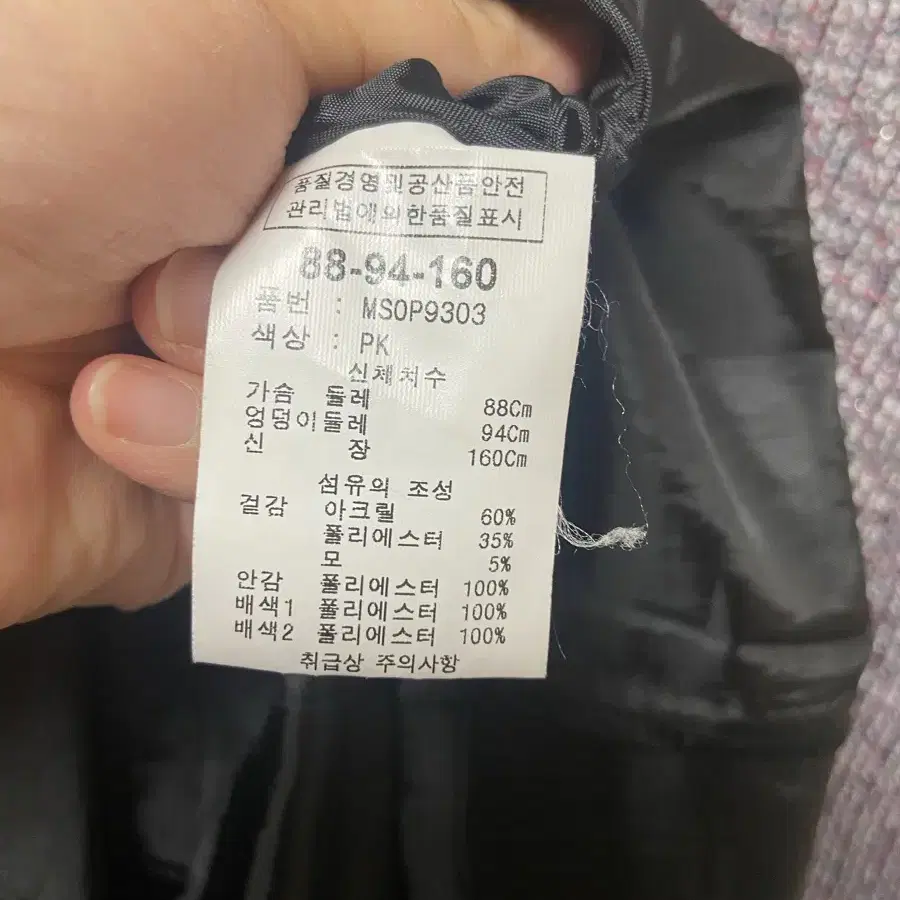 품질경영및공산품안전
관리법에의한품질표시
88-94-160
품번 : MSOP9303
색상 : PK
신체치수
가슴 둘레 88Cm
엉덩이둘레 94Cm
신 장 160Cm
섬유의 조성
겉감 아크릴 60%
폴리에스터 35%
모 5%
안감 폴리에스터 100%
배색1 폴리에스터 100%
배색2 폴리에스터 100%
취급상 주의사항